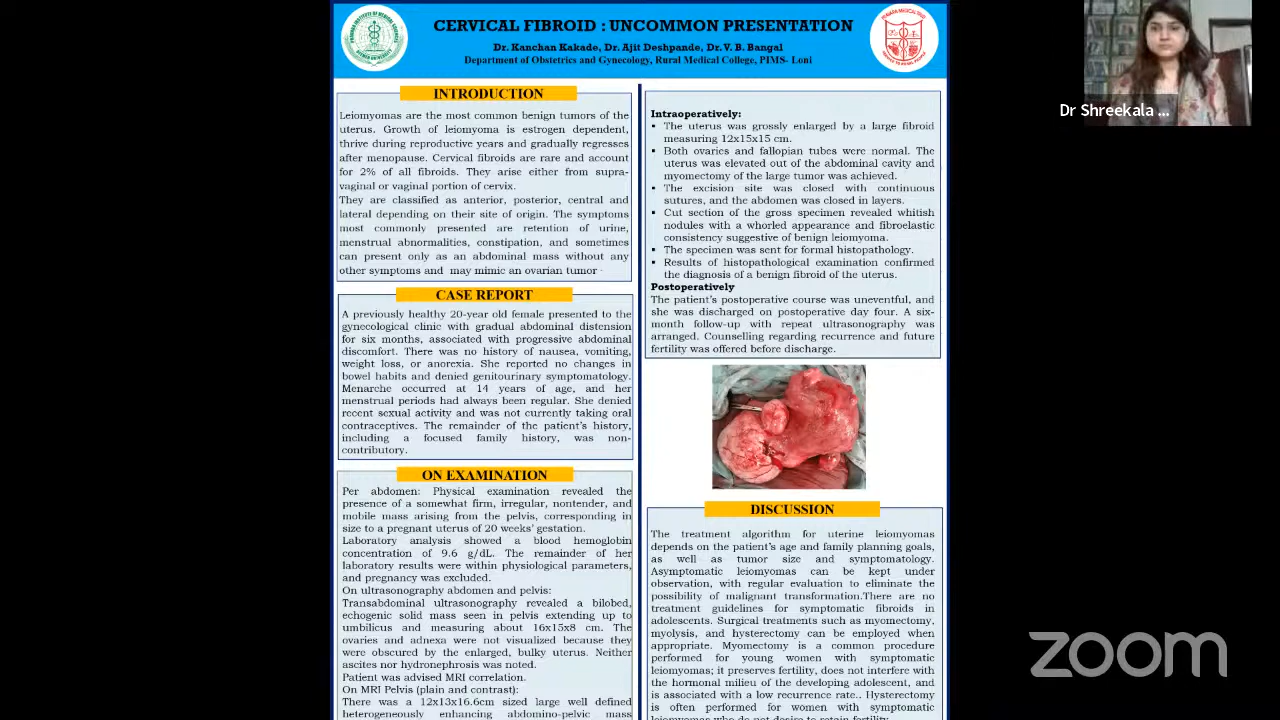 CERVICAL FIBROID : UNCOMMON PRESENTATION
Dr. Kanchan Kakade, Dr. Ajit Deshpande, Dr. V. B. Bangal
Department of Obstetrics and Gynecology, Rural Medical College, PIMS- Loni
INTRODUCTION
Leiomyomas are the most common benign tumors of the
uterus. Growth of leiomyoma is estrogen dependent,
thrive during reproductive years and gradually regresses
after menopause. Cervical fibroids are rare and account
for 2% of all fibroids. They arise either from supra-
vaginal or vaginal portion of cervix.
They are classified as anterior, posterior, central and
lateral depending on their site of origin. The symptoms
most commonly presented are retention of urine,
menstrual abnormalities, constipation, and sometimes
can present only as an abdominal mass without any
other symptoms and may mimic an ovarian tumor
CASE REPORT
A previously healthy 20-year old female presented to the
gynecological clinic with gradual abdominal distension
for six months, associated with progressive abdominal
discomfort. There was no history of nausea, vomiting,
weight loss, or anorexia. She reported no changes in
bowel habits and denied genitourinary symptomatology.
Menarche occurred at 14 years of age, and her
menstrual periods had always been regular. She denied
recent sexual activity and was not currently taking oral
contraceptives. The remainder of the patient's history,
including a focused family history, was non-
contributory.
ON EXAMINATION
Per abdomen: Physical examination revealed the
presence of a somewhat firm, irregular, nontender, and
mobile mass arising from the pelvis, corresponding in
size to a pregnant uterus of 20 weeks' gestation.
Laboratory analysis showed a blood hemoglobin
concentration of 9.6 g/dL. The remainder of her
laboratory results were within physiological parameters,
and pregnancy was excluded.
On ultrasonography abdomen and pelvis:
Transabdominal ultrasonography revealed a bilobed,
echogenic solid mass seen in pelvis extending up to
umbilicus and measuring about 16x15x8 cm. The
ovaries and adnexa were not visualized because they
were obscured by the enlarged, bulky uterus. Neither
ascites nor hydronephrosis was noted.
Patient was advised MRI correlation.
On MRI Pelvis (plain and contrast):
There was a 12x13x16.6cm sized large well defined
heterogeneously enhancing abdomino-pelvic mass
Intraoperatively:
▪ The uterus was grossly enlarged by a large fibroid
measuring 12x15x15 cm.
▪ Both ovaries and fallopian tubes were normal. The
uterus was elevated out of the abdominal cavity and
myomectomy of the large tumor was achieved.
▪ The excision site was closed with continuous
sutures, and the abdomen was closed in layers.
▪ Cut section of the gross specimen revealed whitish
nodules with a whorled appearance and fibroelastic
consistency suggestive of benign leiomyoma.
▪ The specimen was sent for formal histopathology.
▪ Results of histopathological examination confirmed
the diagnosis of a benign fibroid of the uterus.
Postoperatively
The patient's postoperative course was uneventful, and
she was discharged on postoperative day four. A six-
month follow-up with repeat ultrasonography was
arranged. Counselling regarding recurrence and future
fertility was offered before discharge.
DISCUSSION
The treatment algorithm for uterine leiomyomas
depends on the patient's age and family planning goals,
as well as tumor size and symptomatology.
Asymptomatic leiomyomas can be kept under
observation, with regular evaluation to eliminate the
possibility of malignant transformation.There are no
treatment guidelines for symptomatic fibroids in
adolescents. Surgical treatments such as myomectomy,
myolysis, and hysterectomy can be employed when
appropriate. Myomectomy is a common procedure
performed for young women with symptomatic
leiomyomas; it preserves fertility, does not interfere with
the hormonal milieu of the developing adolescent, and
is associated with a low recurrence rate.. Hysterectomy
is often performed for women with symptomatic
leiomyomas who do not desire to retain fertility.
Dr Shreekala ...
zoom